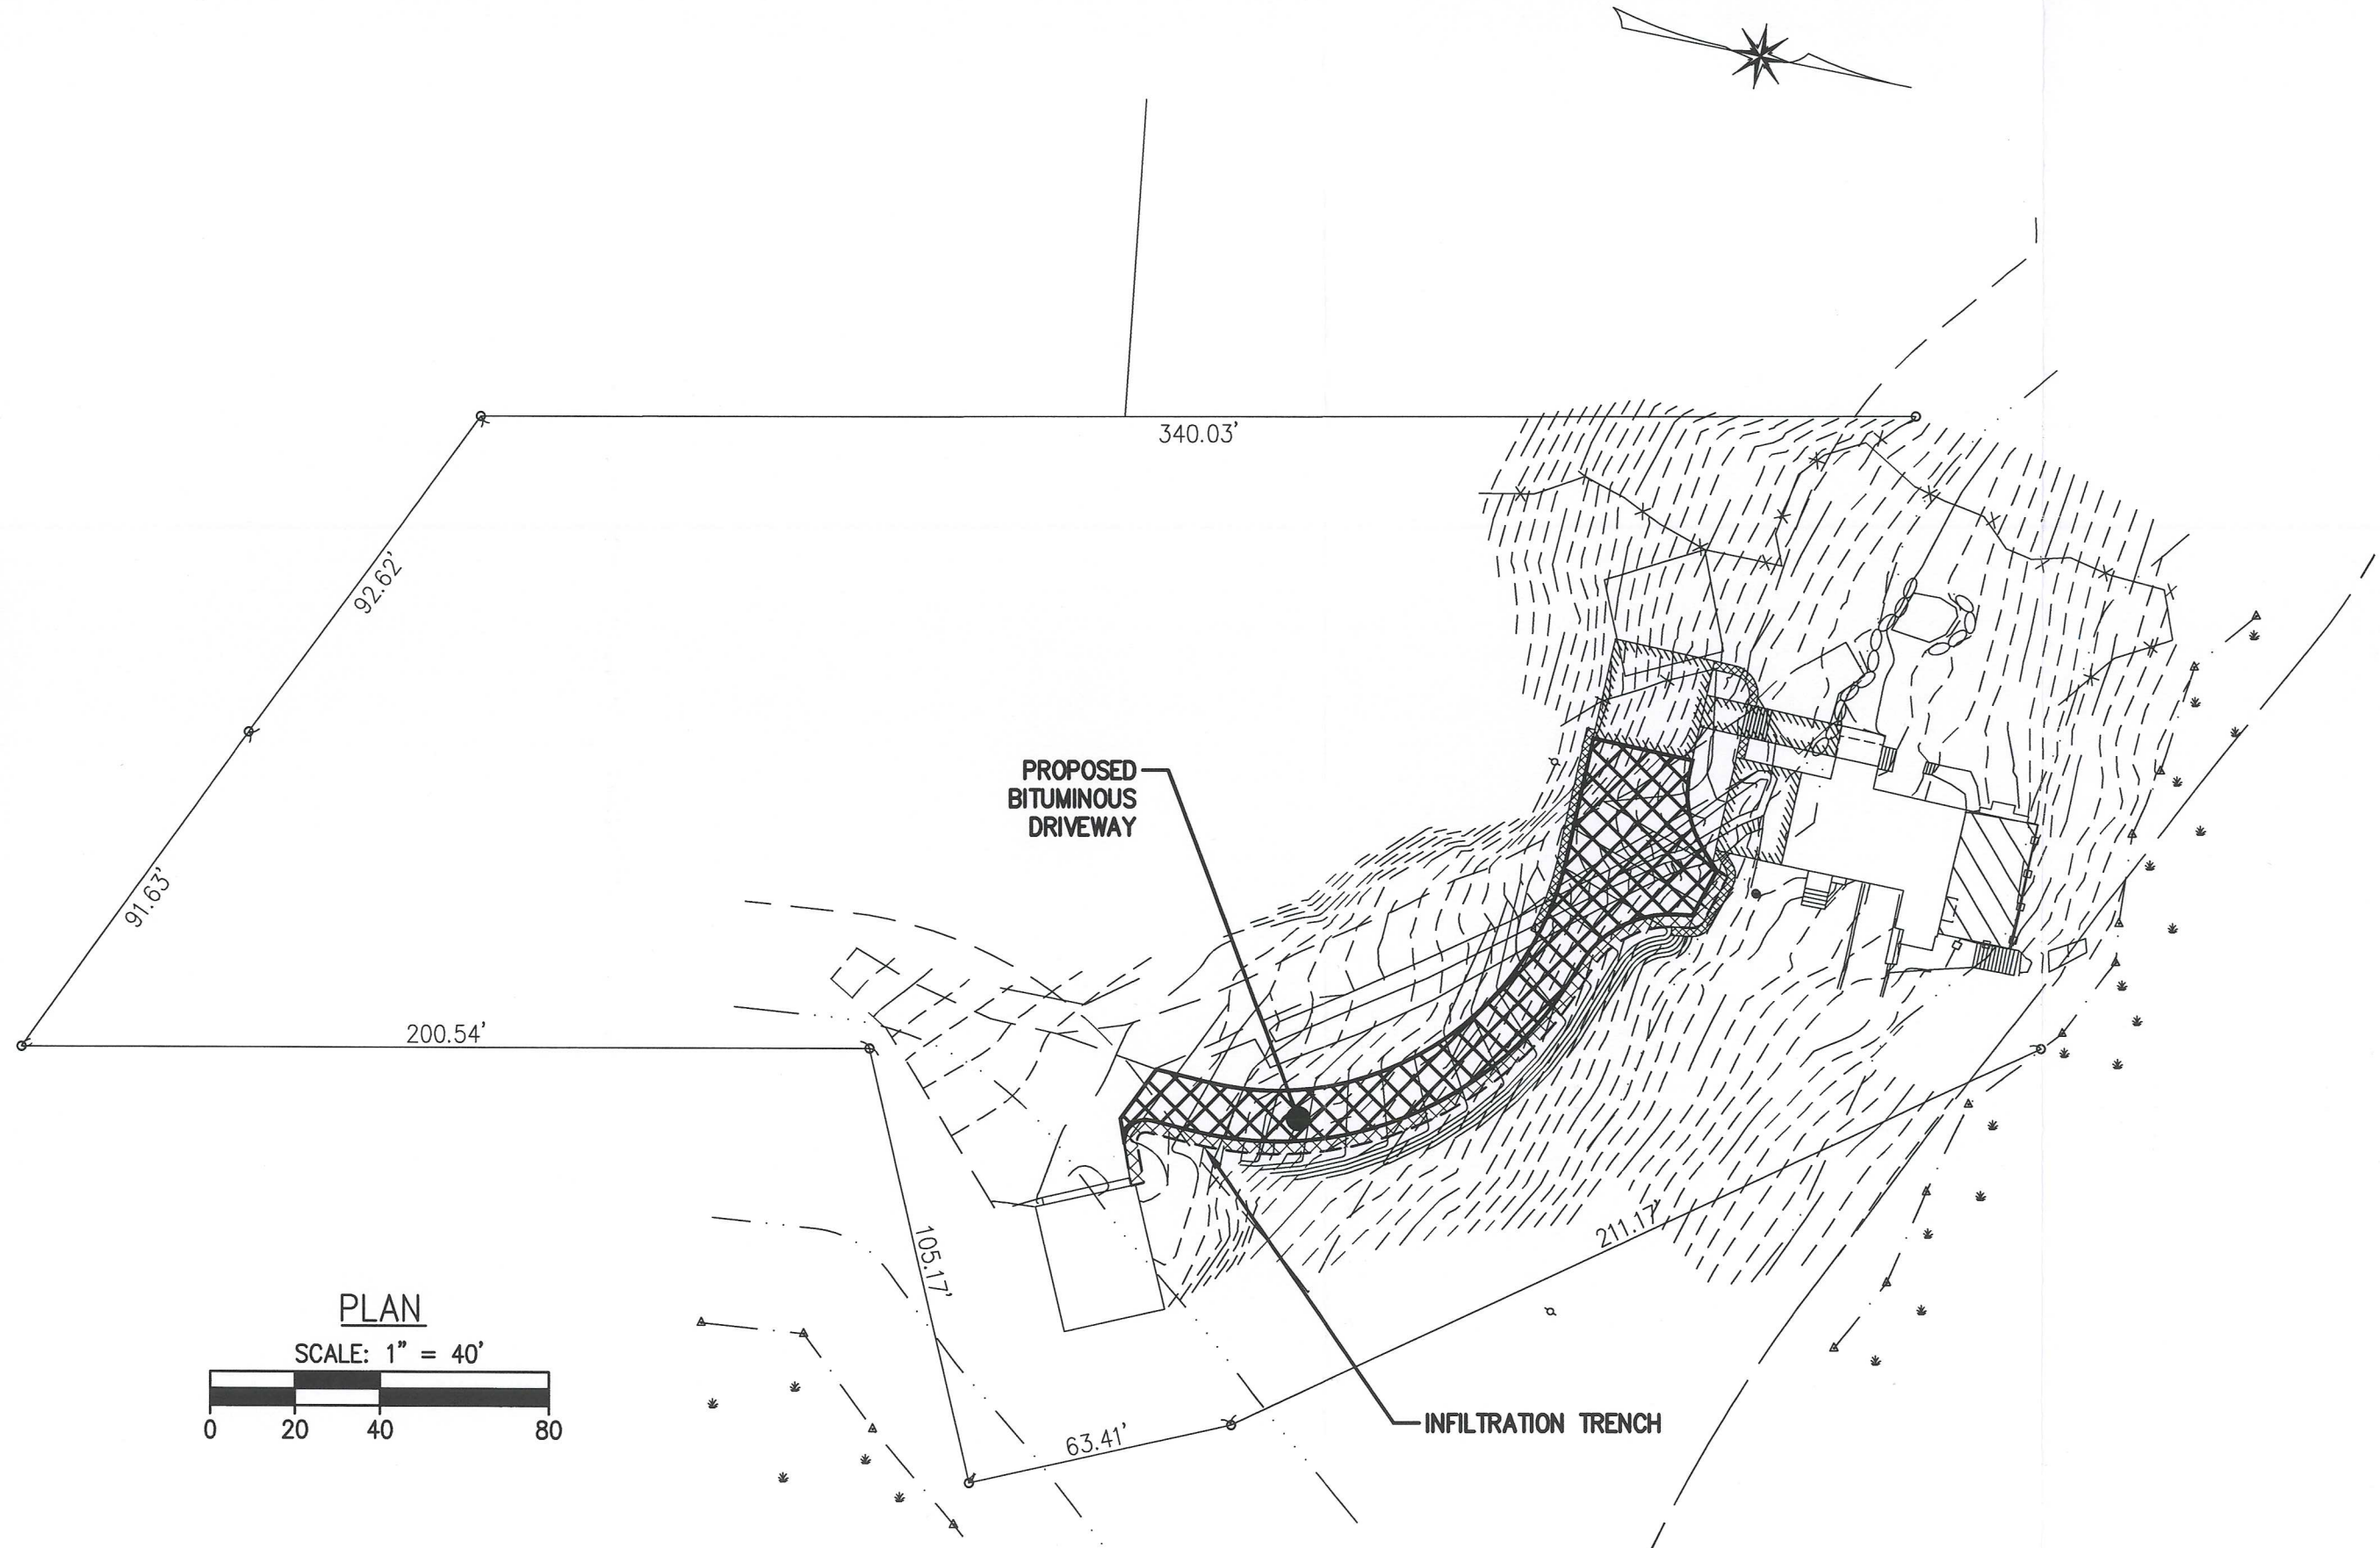 340.03'
92.62'
PROPOSED
BITUMINOUS
DRIVEWAY
91.63'
200.54'
211.17'
105.17'
PLAN
SCALE: 1" = 40'
0 20 40 80
63.41'
INFILTRATION TRENCH